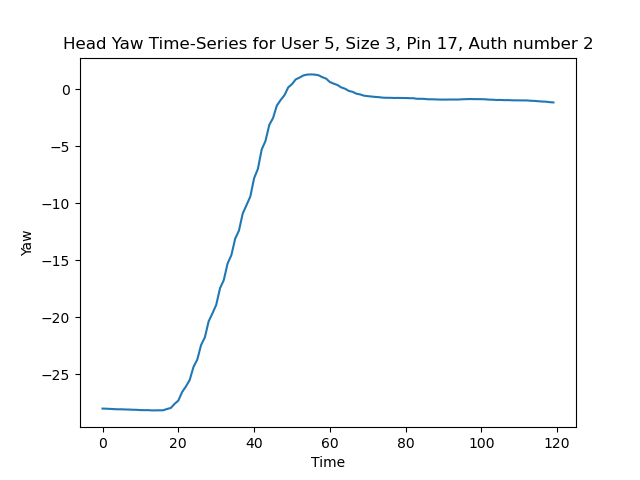 Head Yaw Time-Series for User 5, Size 3, Pin 17, Auth number 2
0
−5
−10
−15
−20
−25
Yaw
0 20 40 60 80 100 120
Time